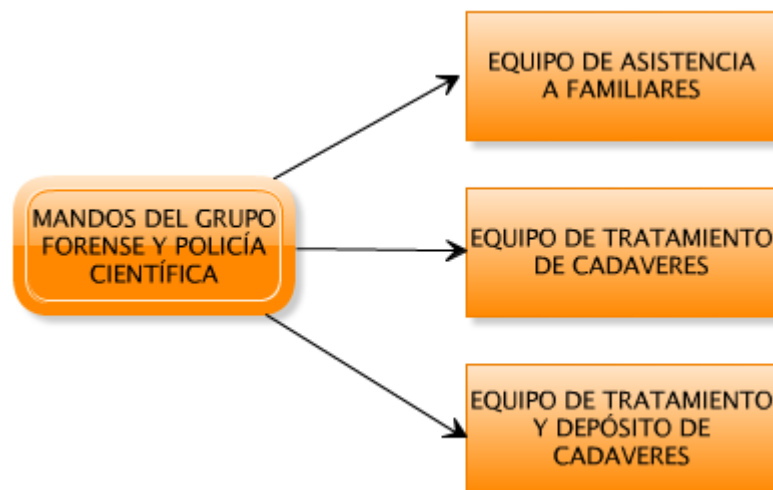 EQUIPO DE ASISTENCIA
A FAMILIARES
MANDOS DEL GRUPO
FORENSE Y POLICÍA
CIENTÍFICA
EQUIPO DE TRATAMIENTO
DE CADAVERES
EQUIPO DE TRATAMIENTO
Y DEPÓSITO DE
CADAVERES